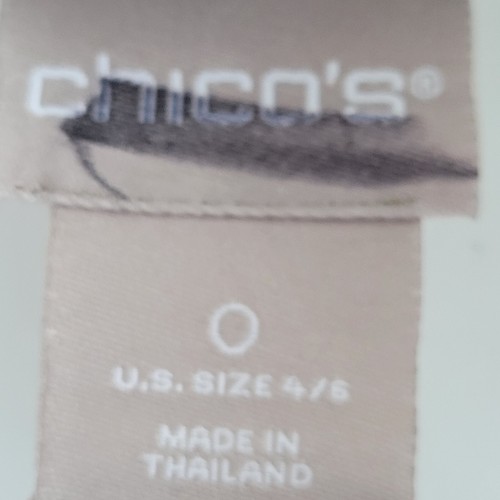 chico's®
0
U.S. SIZE 4/6
MADE IN
THAILAND